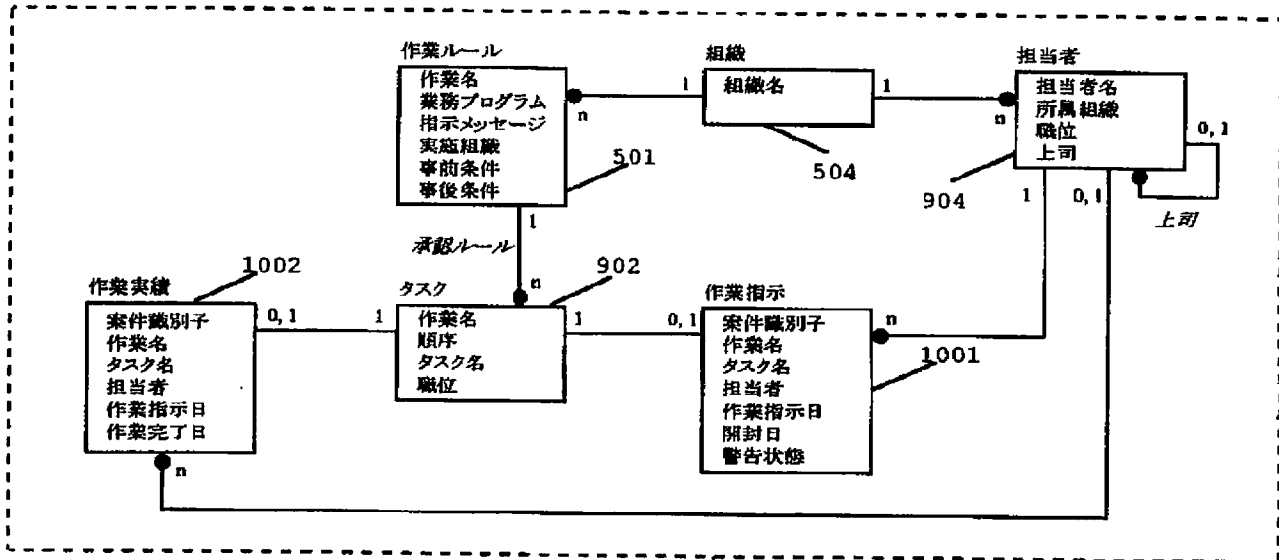 作業ルール
作業名
業務プログラム
指示メッセージ
実施組織
事前条件
事後条件
501
n
1
組織
組織名
1
504
担当者
担当者名
所属組織
職位
上司
n
904
0,1
上司
1
0,1
1
承認ルール
n
1002
作業実績
案件識別子
作業名
タスク名
担当者
作業指示日
作業完了日
0,1
n
1
902
タスク
作業名
順序
タスク名
職位
1
0,1
作業指示
案件識別子
作業名
タスク名
担当者
作業指示日
開封日
警告状態
n
1001